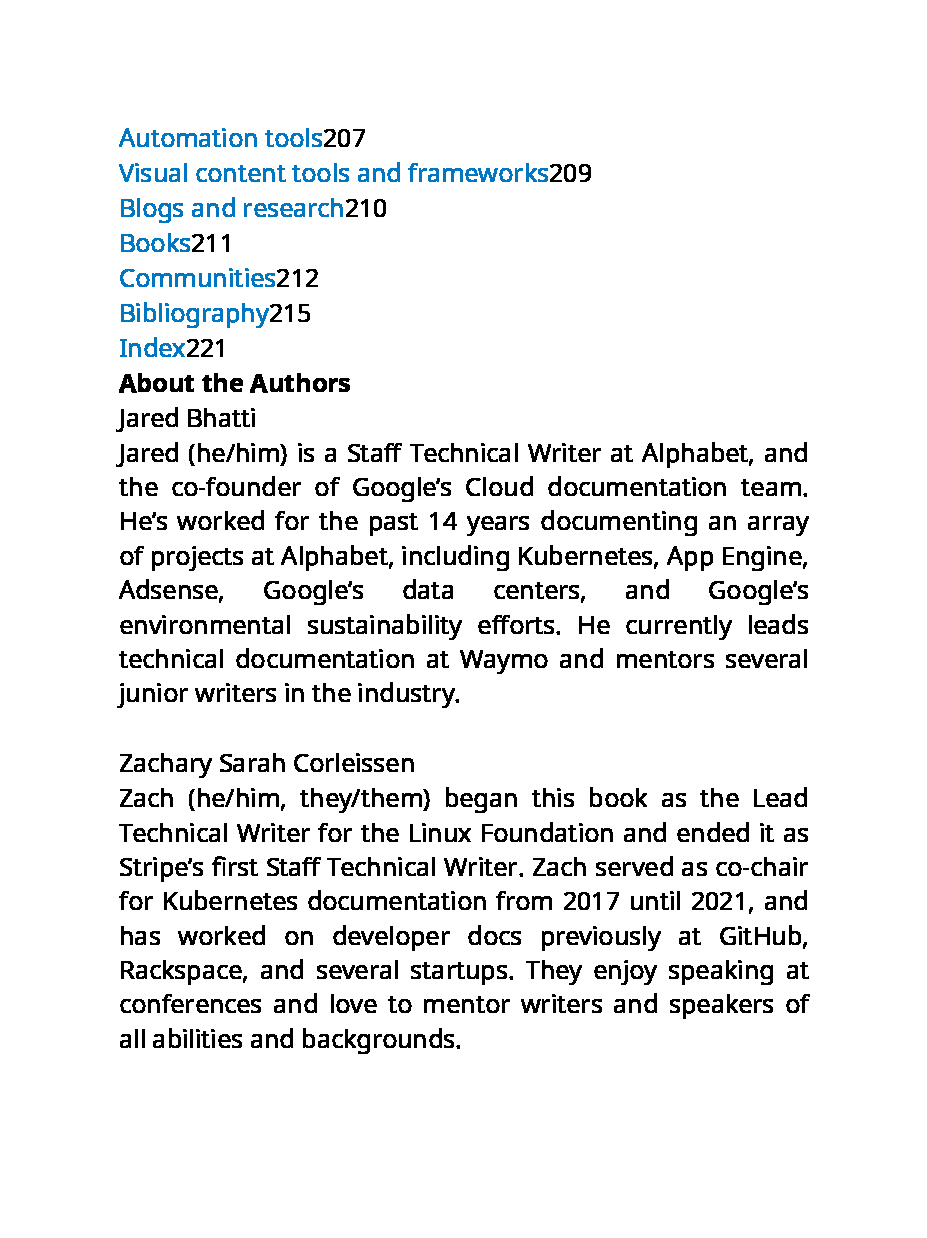 Automation tools207
Visual content tools and frameworks209
Blogs and research210
Books211
Communities212
Bibliography215
Index221
About the Authors
Jared Bhatti
Jared (he/him) is a Staff Technical Writer at Alphabet, and
the co-founder of Google’s Cloud documentation team.
He’s worked for the past 14 years documenting an array
of projects at Alphabet, including Kubernetes, App Engine,
Adsense, Google’s data centers, and Google’s
environmental sustainability efforts. He currently leads
technical documentation at Waymo and mentors several
junior writers in the industry.
Zachary Sarah Corleissen
Zach (he/him, they/them) began this book as the Lead
Technical Writer for the Linux Foundation and ended it as
Stripe’s first Staff Technical Writer. Zach served as co-chair
for Kubernetes documentation from 2017 until 2021, and
has worked on developer docs previously at GitHub,
Rackspace, and several startups. They enjoy speaking at
conferences and love to mentor writers and speakers of
all abilities and backgrounds.